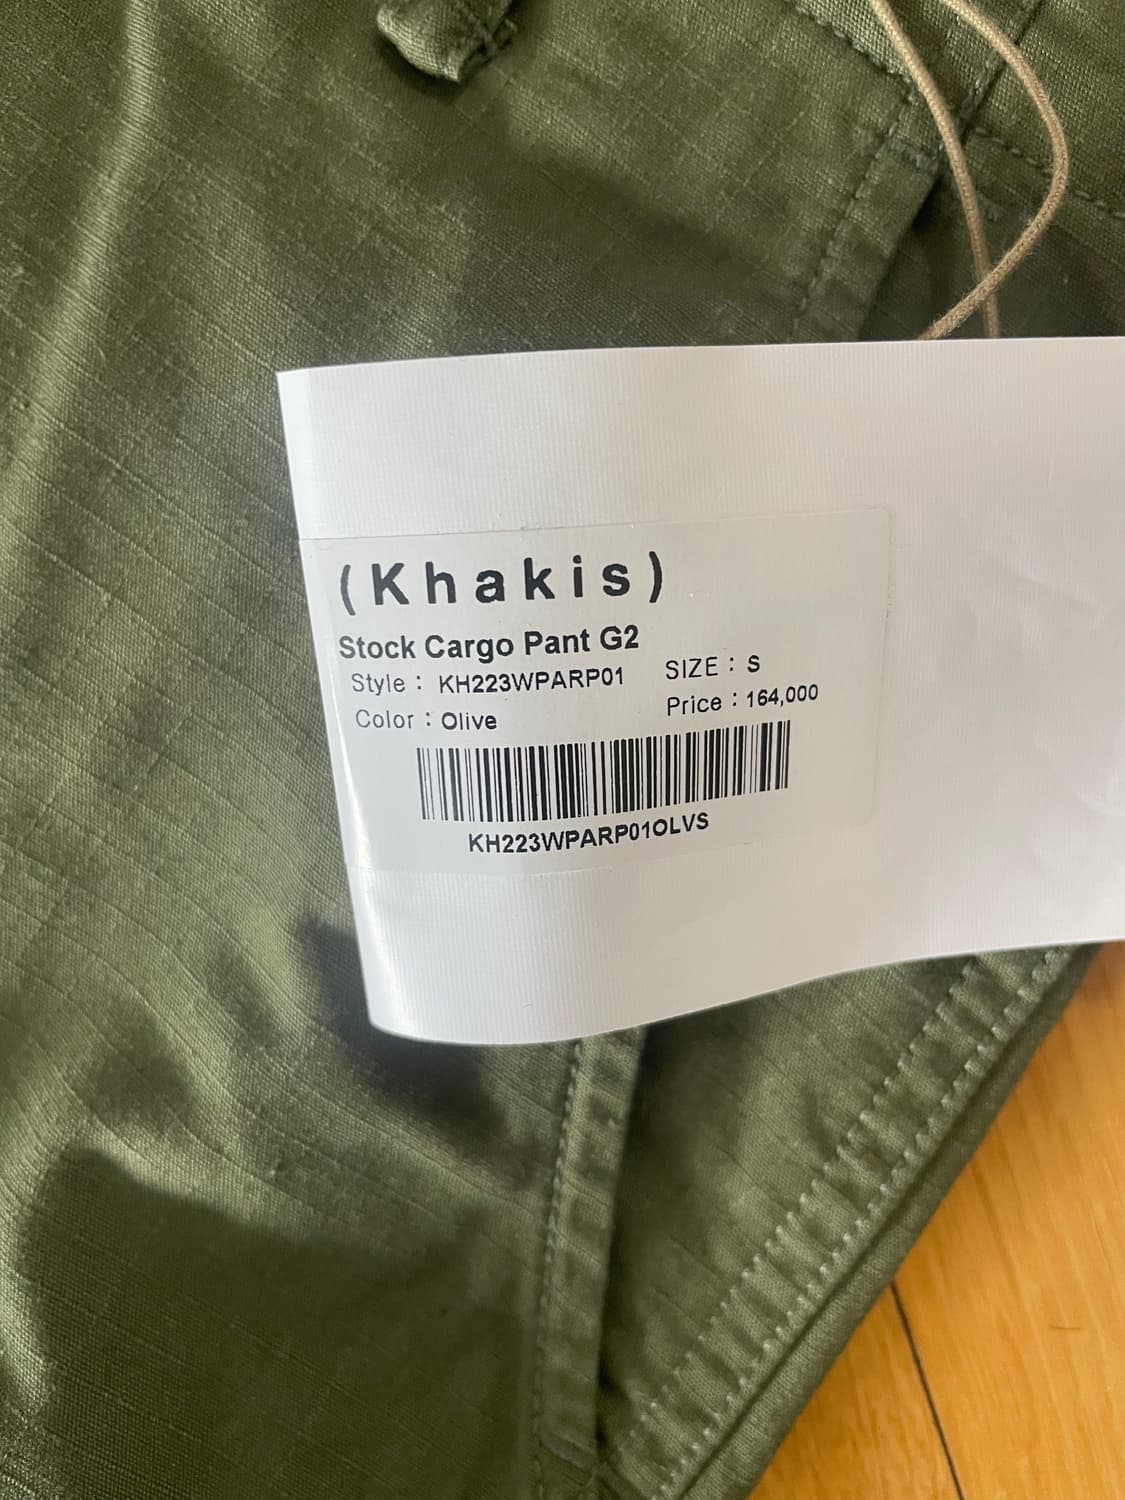 (Khakis)
Stock Cargo Pant G2
Style : KH223WPARP01 SIZE : S
Color : Olive Price : 164,000
KH223WPARP01OLVS